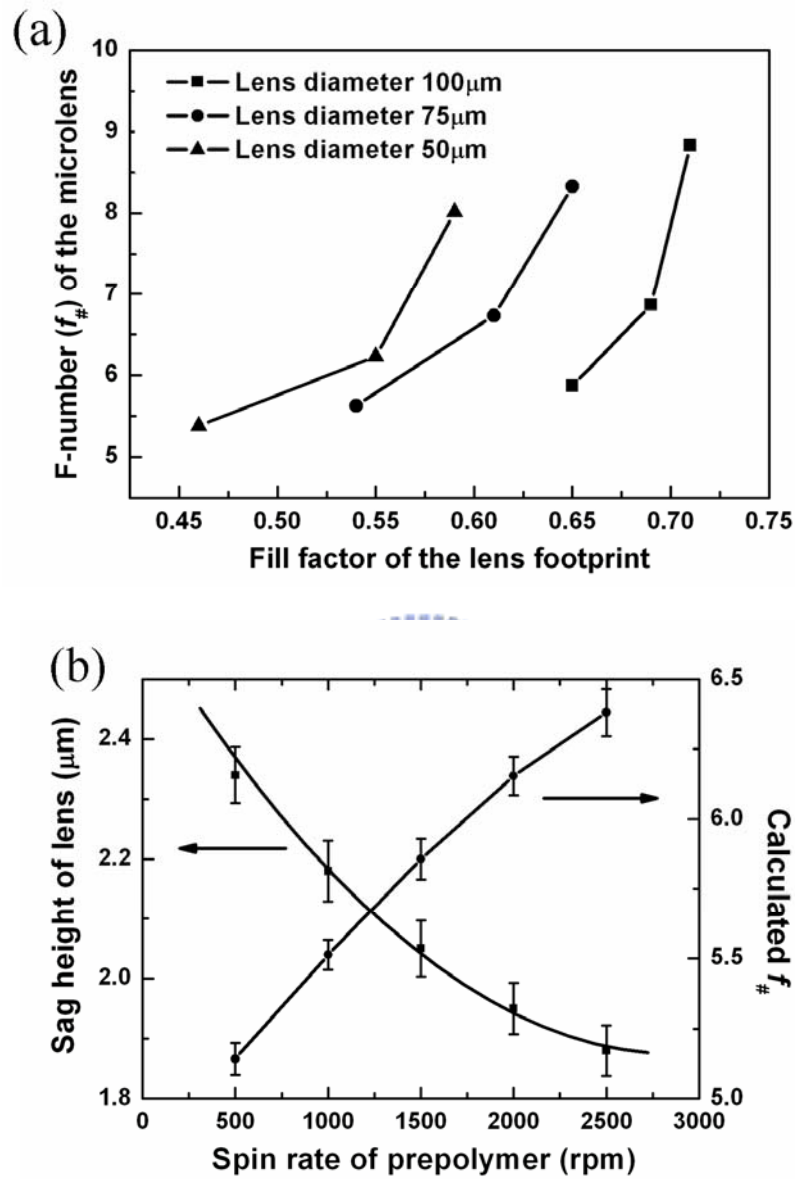 (a)
10
9
8
7
6
5
F-number (f#) of the microlens
Lens diameter 100μm
Lens diameter 75μm
Lens diameter 50μm
0.45 0.50 0.55 0.60 0.65 0.70 0.75
Fill factor of the lens footprint
(b)
2.4
2.2
2.0
1.8
Sag height of lens (μm)
6.5
6.0
5.5
5.0
Calculated f#
0 500 1000 1500 2000 2500 3000
Spin rate of prepolymer (rpm)